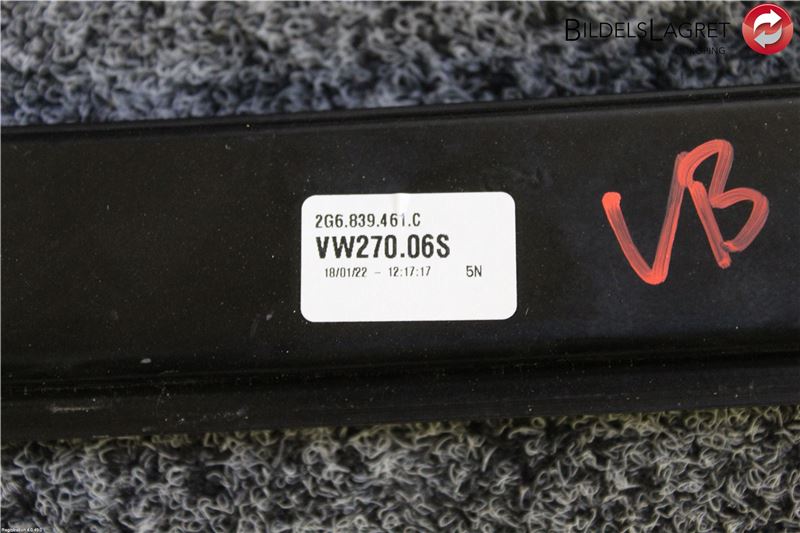 BILDELSLAGRET
2G6.839.461.C
VW270.06S
18/01/22 - 12:17:17 5N
VB